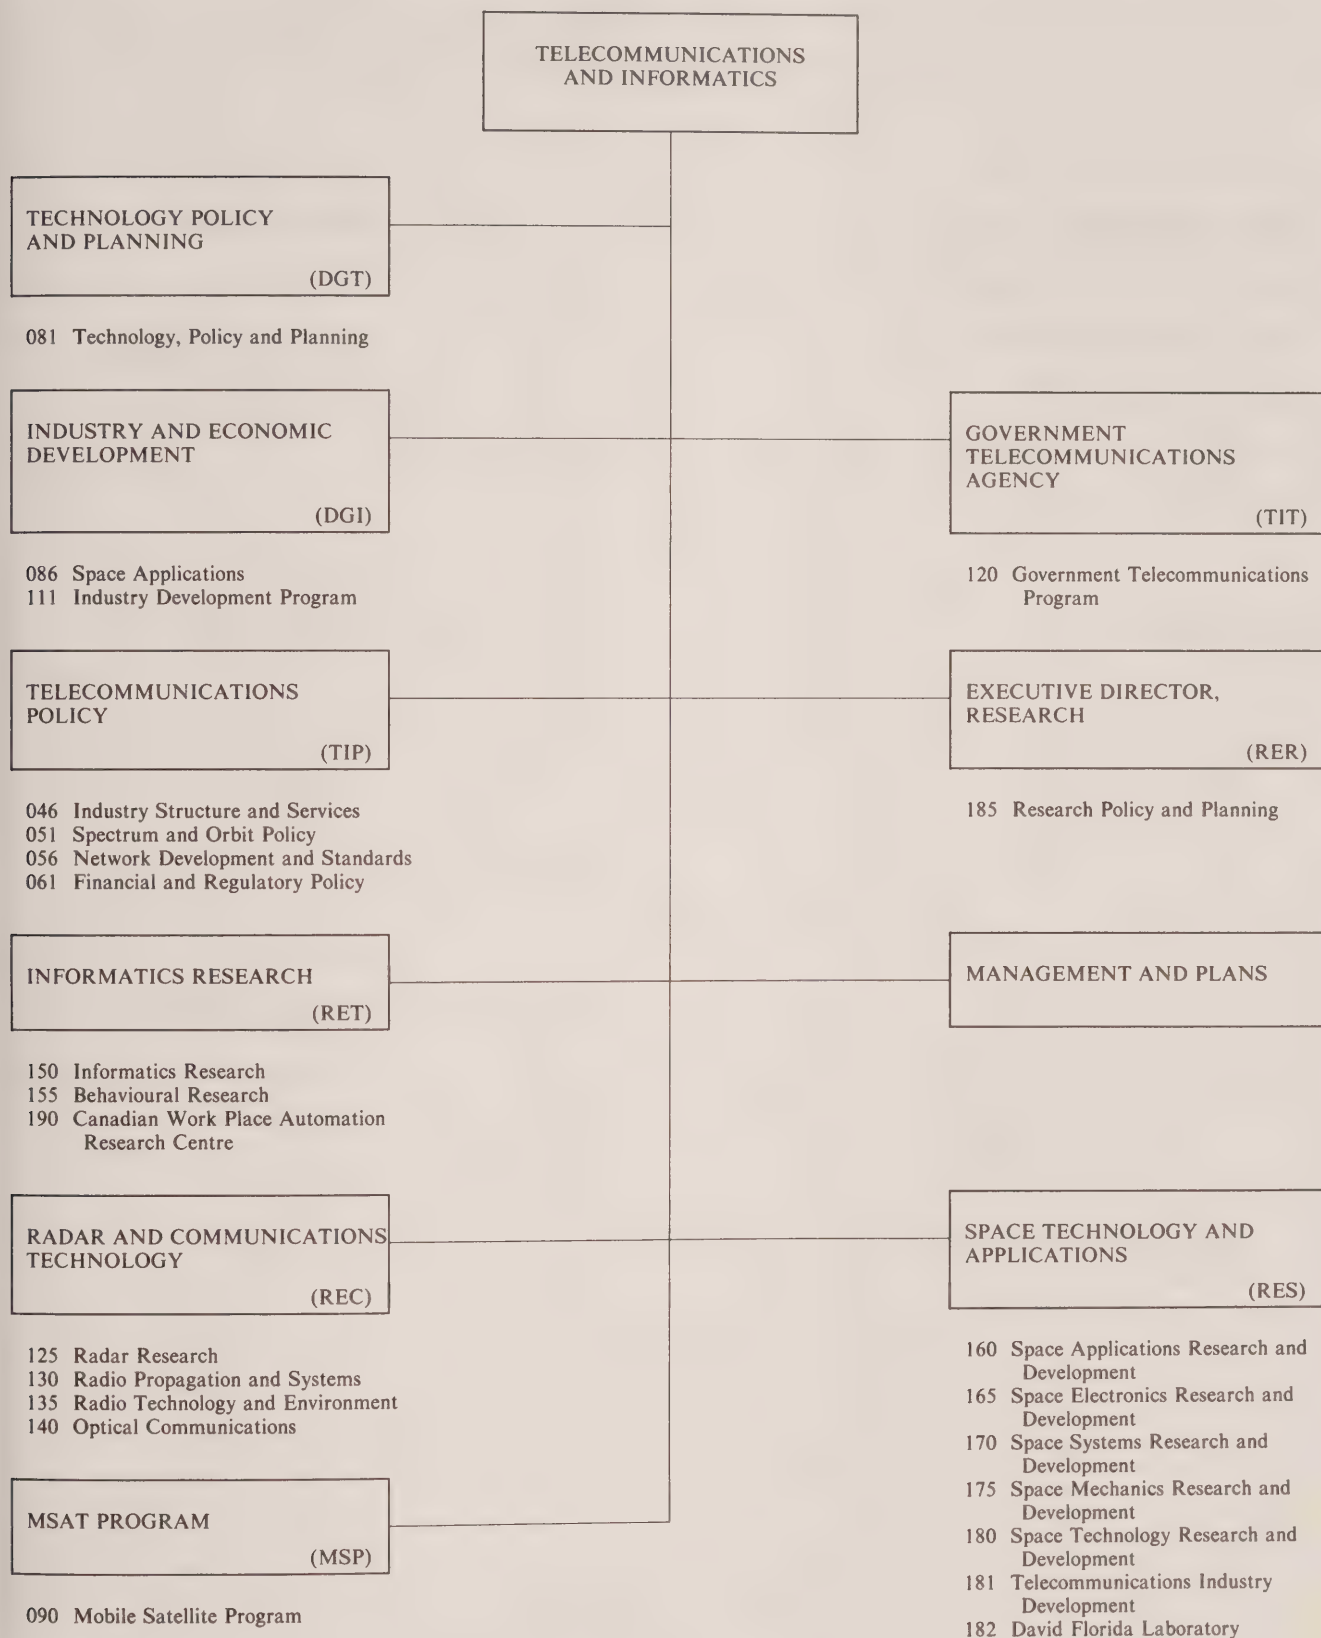 TELECOMMUNICATIONS
AND INFORMATICS
TECHNOLOGY POLICY
AND PLANNING
(DGT)
081 Technology, Policy and Planning
INDUSTRY AND ECONOMIC
DEVELOPMENT
(DGI)
086 Space Applications
111 Industry Development Program
GOVERNMENT
TELECOMMUNICATIONS
AGENCY
(TIT)
120 Government Telecommunications
Program
TELECOMMUNICATIONS
POLICY
(TIP)
046 Industry Structure and Services
051 Spectrum and Orbit Policy
056 Network Development and Standards
061 Financial and Regulatory Policy
EXECUTIVE DIRECTOR,
RESEARCH
(RER)
185 Research Policy and Planning
INFORMATICS RESEARCH
(RET)
150 Informatics Research
155 Behavioural Research
190 Canadian Work Place Automation
Research Centre
MANAGEMENT AND PLANS
RADAR AND COMMUNICATIONS
TECHNOLOGY
(REC)
125 Radar Research
130 Radio Propagation and Systems
135 Radio Technology and Environment
140 Optical Communications
SPACE TECHNOLOGY AND
APPLICATIONS
(RES)
160 Space Applications Research and
Development
165 Space Electronics Research and
Development
170 Space Systems Research and
Development
175 Space Mechanics Research and
Development
180 Space Technology Research and
Development
181 Telecommunications Industry
Development
182 David Florida Laboratory
MSAT PROGRAM
(MSP)
090 Mobile Satellite Program